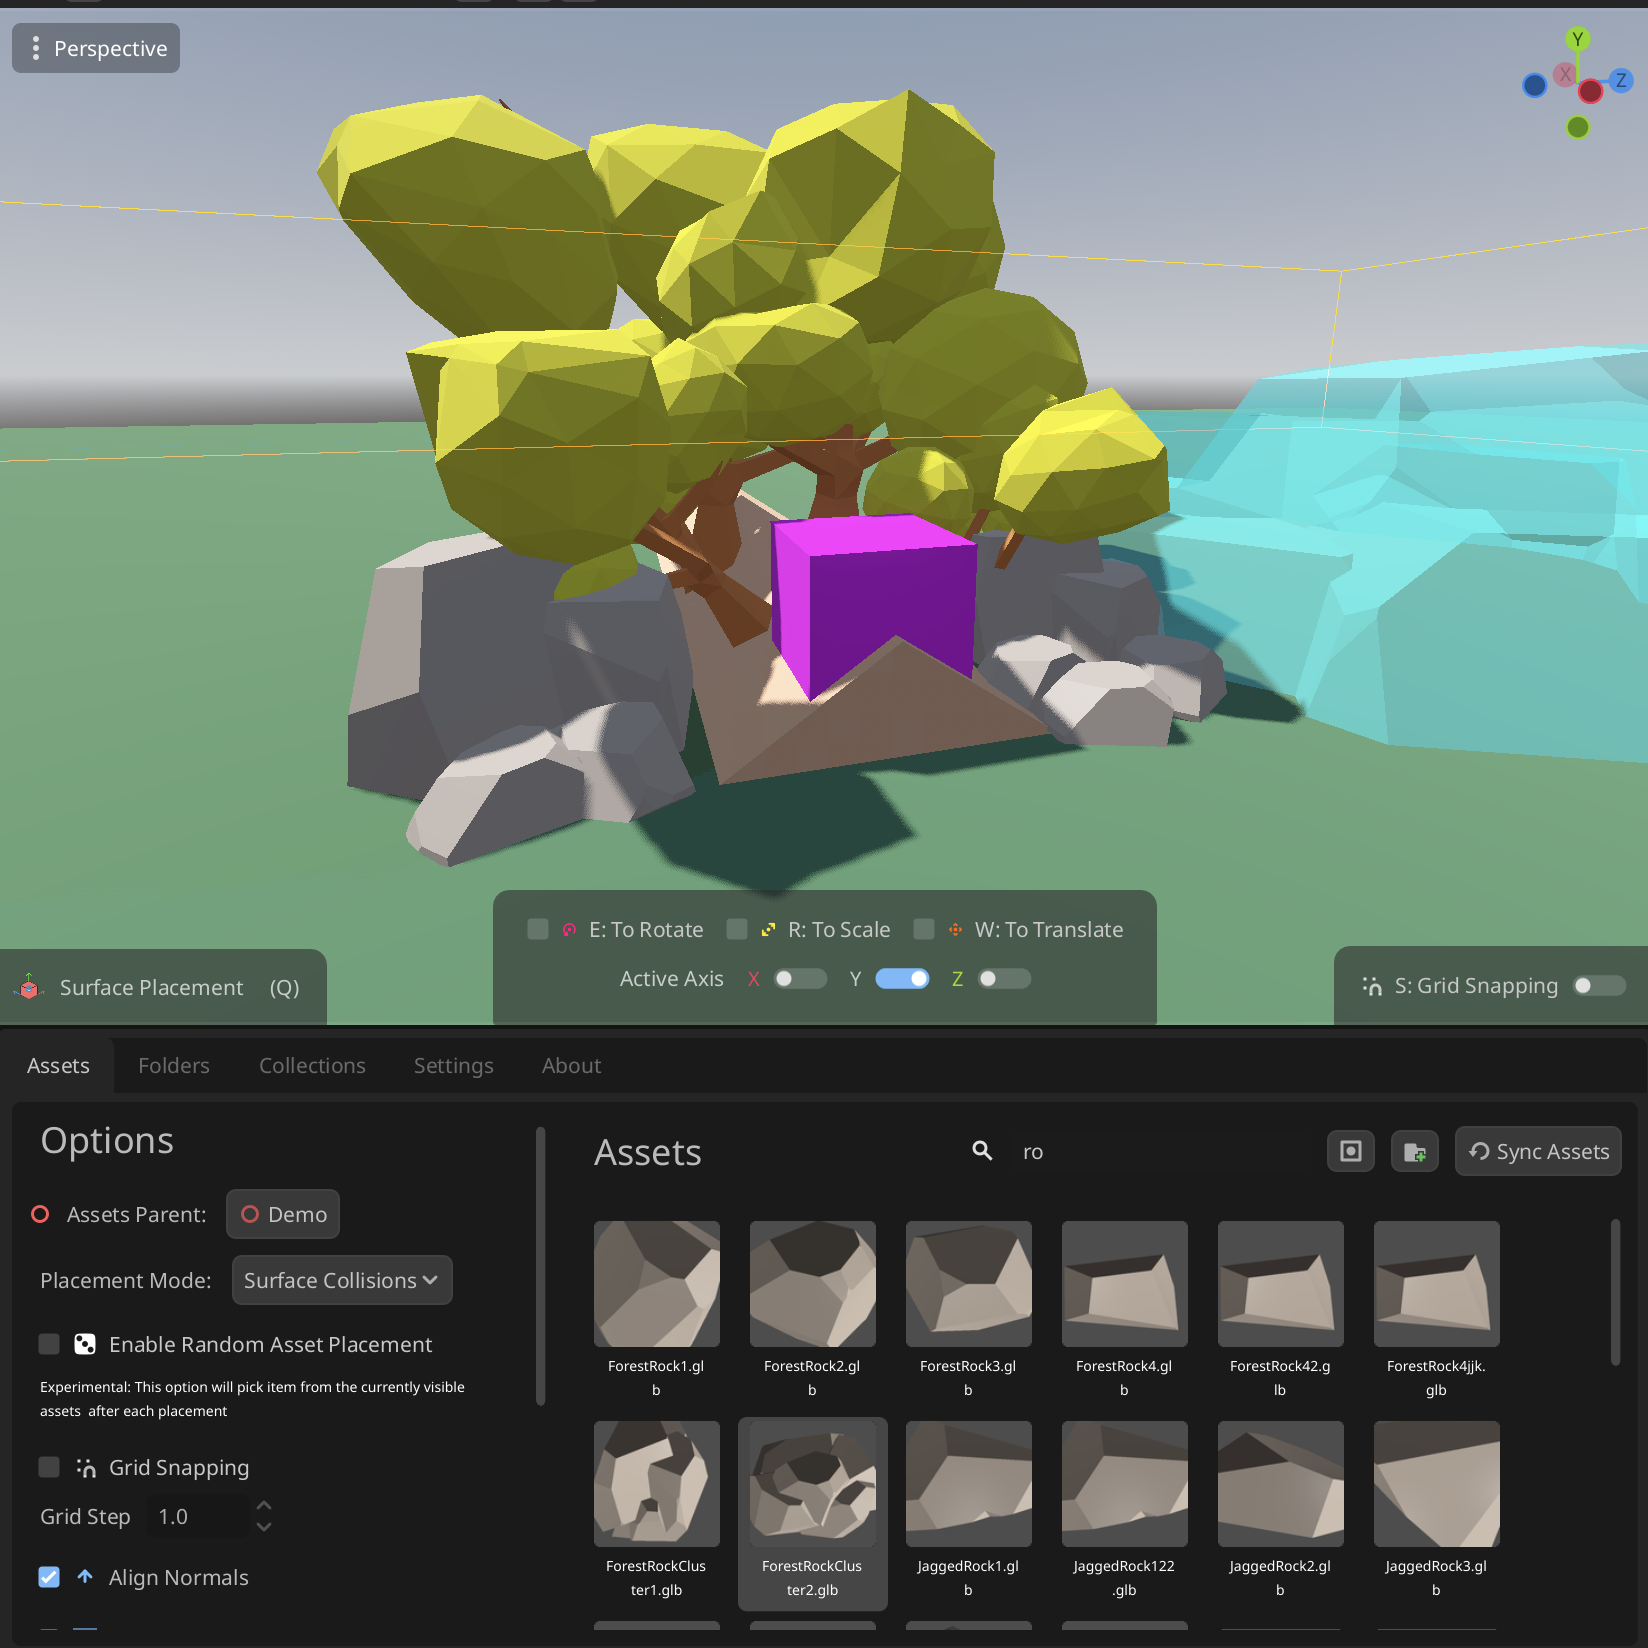 Perspective
Y
X
Z
E: To Rotate
R: To Scale
W: To Translate
Active Axis
X
Y
Z
Surface Placement (Q)
S: Grid Snapping
Assets
Folders
Collections
Settings
About
Options
Assets Parent:
Demo
Placement Mode:
Surface Collisions
Enable Random Asset Placement
Experimental: This option will pick item from the currently visible
assets after each placement
Grid Snapping
Grid Step
1.0
Align Normals
Assets
ro
Sync Assets
ForestRock1.gl
b
ForestRock2.gl
b
ForestRock3.gl
b
ForestRock4.gl
b
ForestRock42.g
lb
ForestRock4jjk.
glb
ForestRockClus
ter1.glb
ForestRockClus
ter2.glb
JaggedRock1.gl
b
JaggedRock122
.glb
JaggedRock2.gl
b
JaggedRock3.gl
b